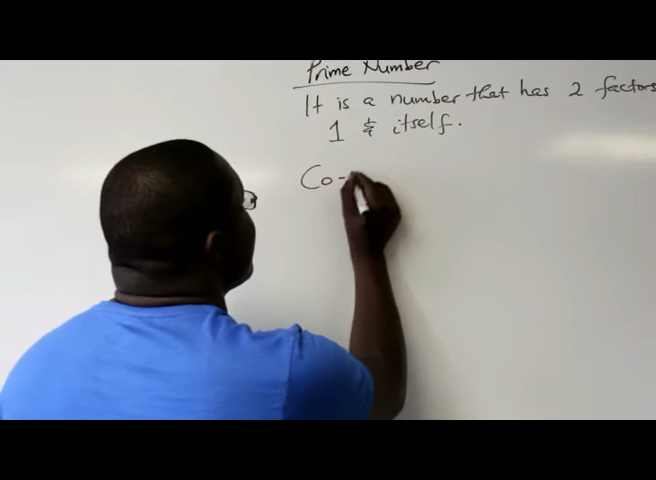 Prime Number
It is a number that has 2 factors
1 & itself.
Co-